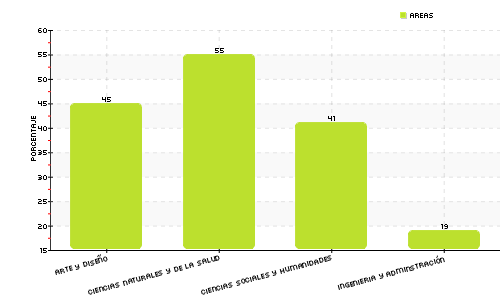 AREAS
60
55
50
45
40
35
30
25
20
15
PORCENTAJE
45
55
41
19
ARTE Y DISEÑO
CIENCIAS NATURALES Y DE LA SALUD
CIENCIAS SOCIALES Y HUMANIDADES
INGENIERIA Y ADMINSTRACIÓN